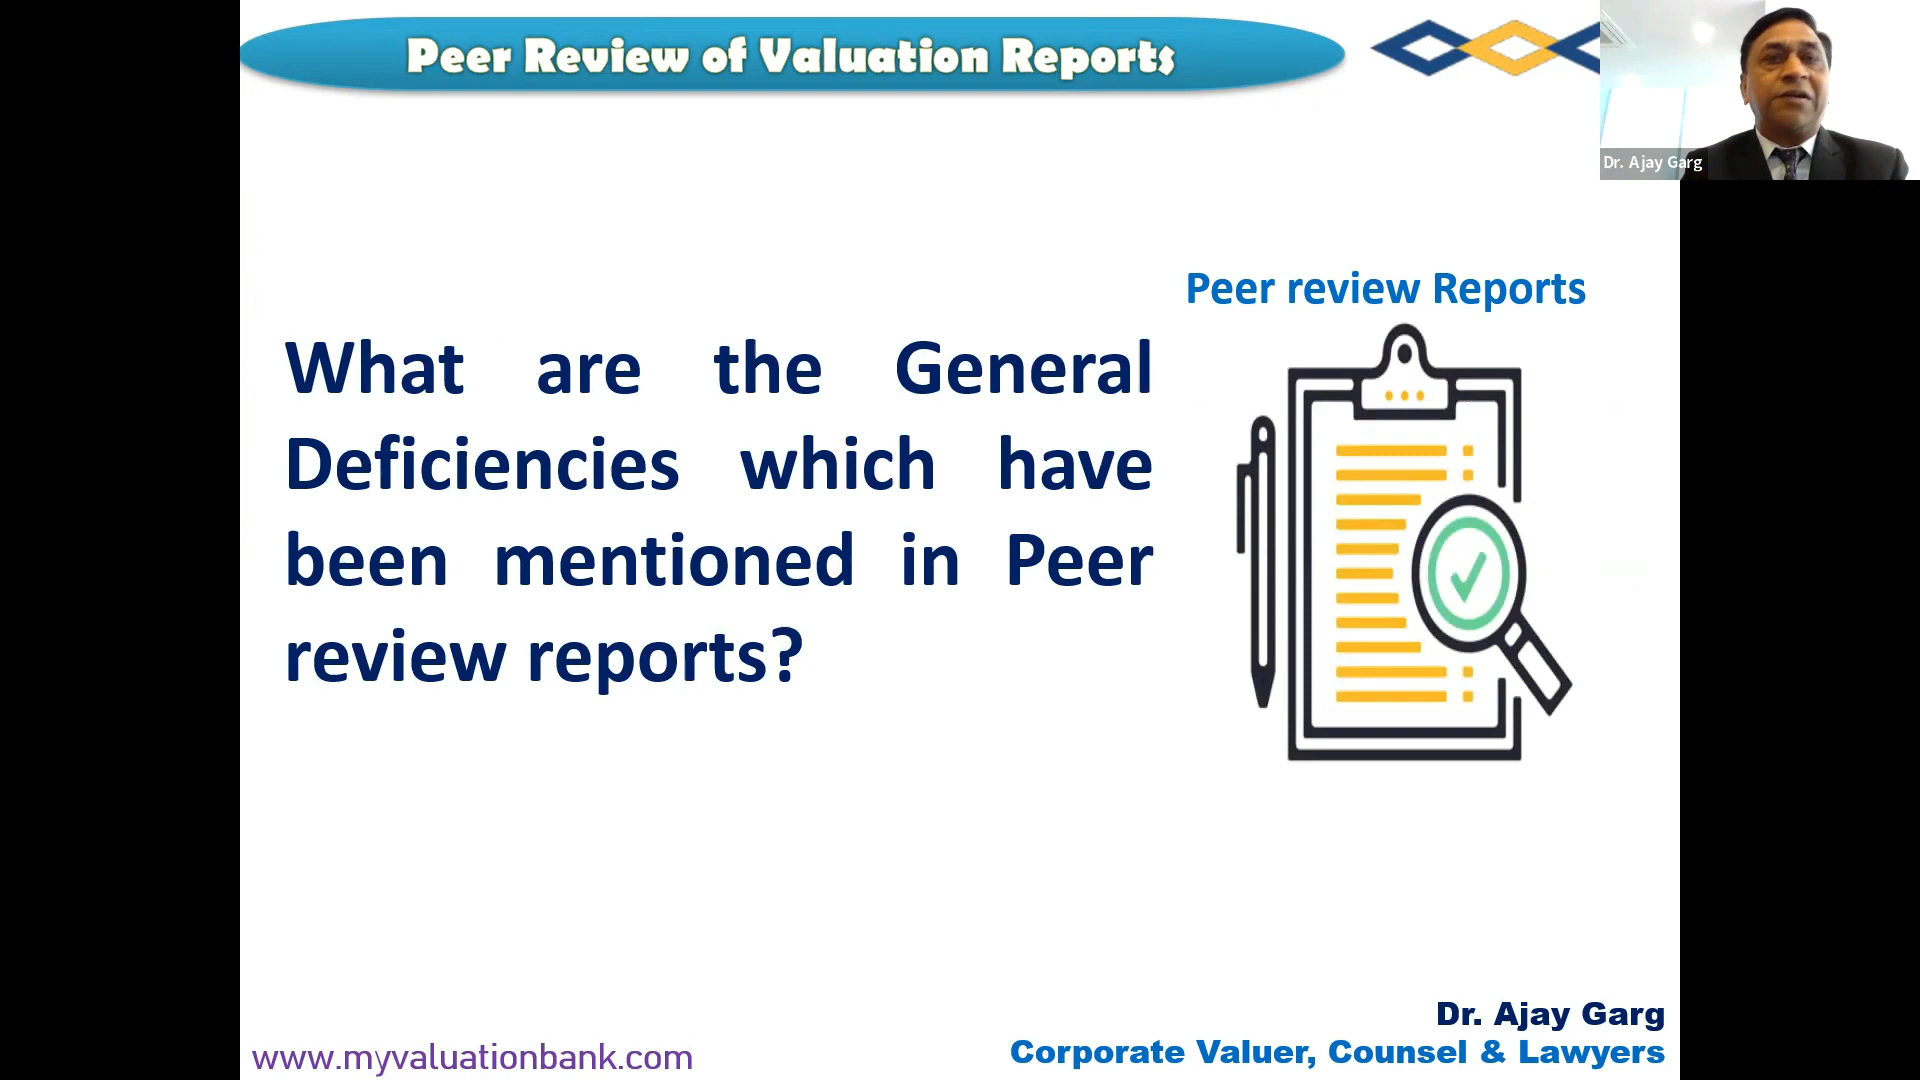 Peer Review of Valuation Reports
Dr. Ajay Garg
Peer review Reports
What are the General
Deficiencies which have
been mentioned in Peer
review reports?
Dr. Ajay Garg
www.myvaluationbank.com
Corporate Valuer, Counsel & Lawyers